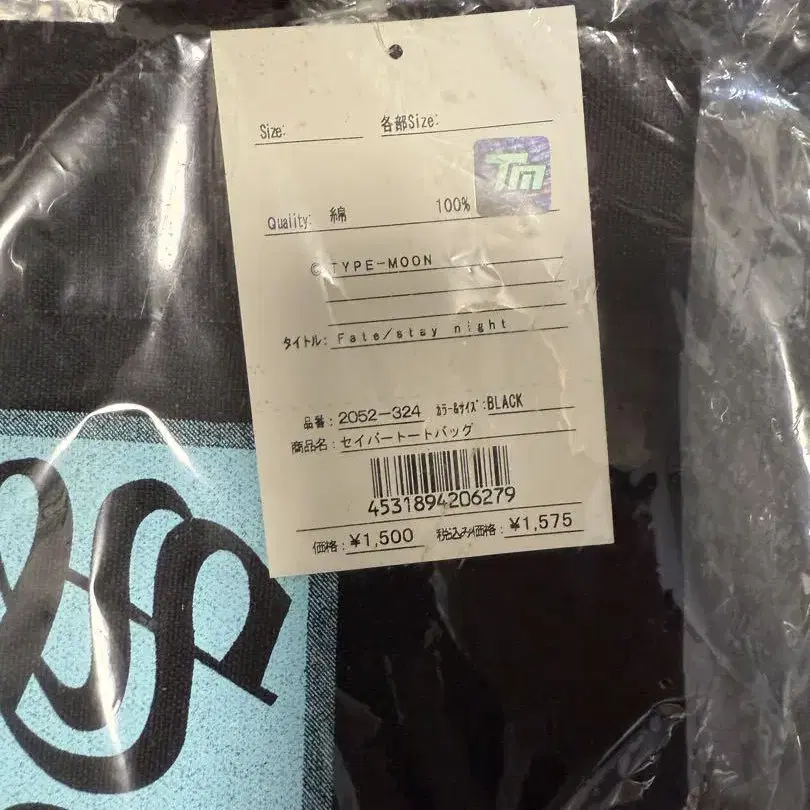 Size:
各部Size:
TM
Quality: 綿 100%
© TYPE-MOON
タイトル: Fate/stay night
品番: 2052-324 カラー&サイズ: BLACK
商品名: セイバートートバッグ
4531894206279
価格: ¥1,500 税込み価格: ¥1,575